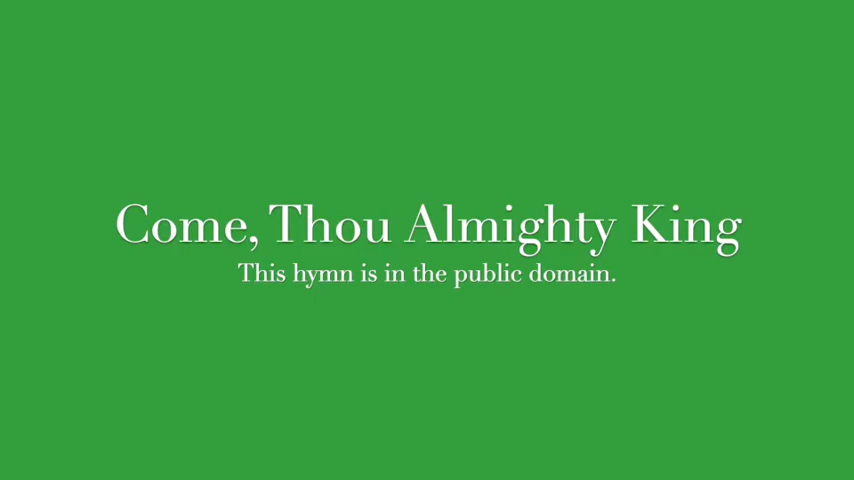 Come, Thou Almighty King
This hymn is in the public domain.